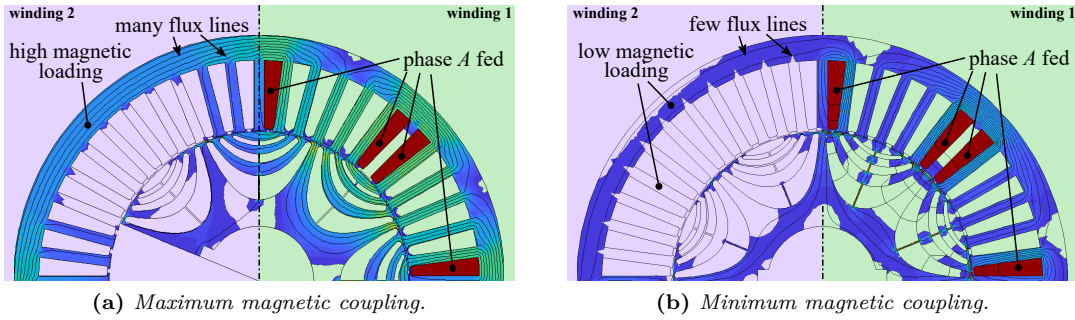 winding 2
winding 1
many flux lines
high magnetic
loading
phase A fed
(a) Maximum magnetic coupling.
winding 2
winding 1
few flux lines
low magnetic
loading
phase A fed
(b) Minimum magnetic coupling.